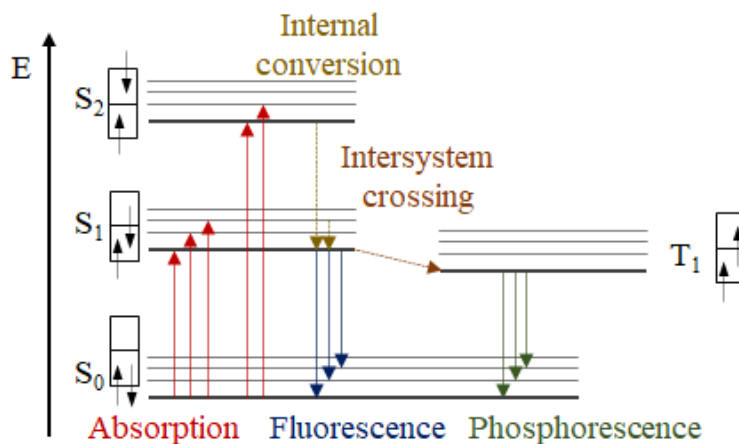 Internal
conversion
E
S2
Intersystem
crossing
S1
T1
S0
Absorption Fluorescence Phosphorescence